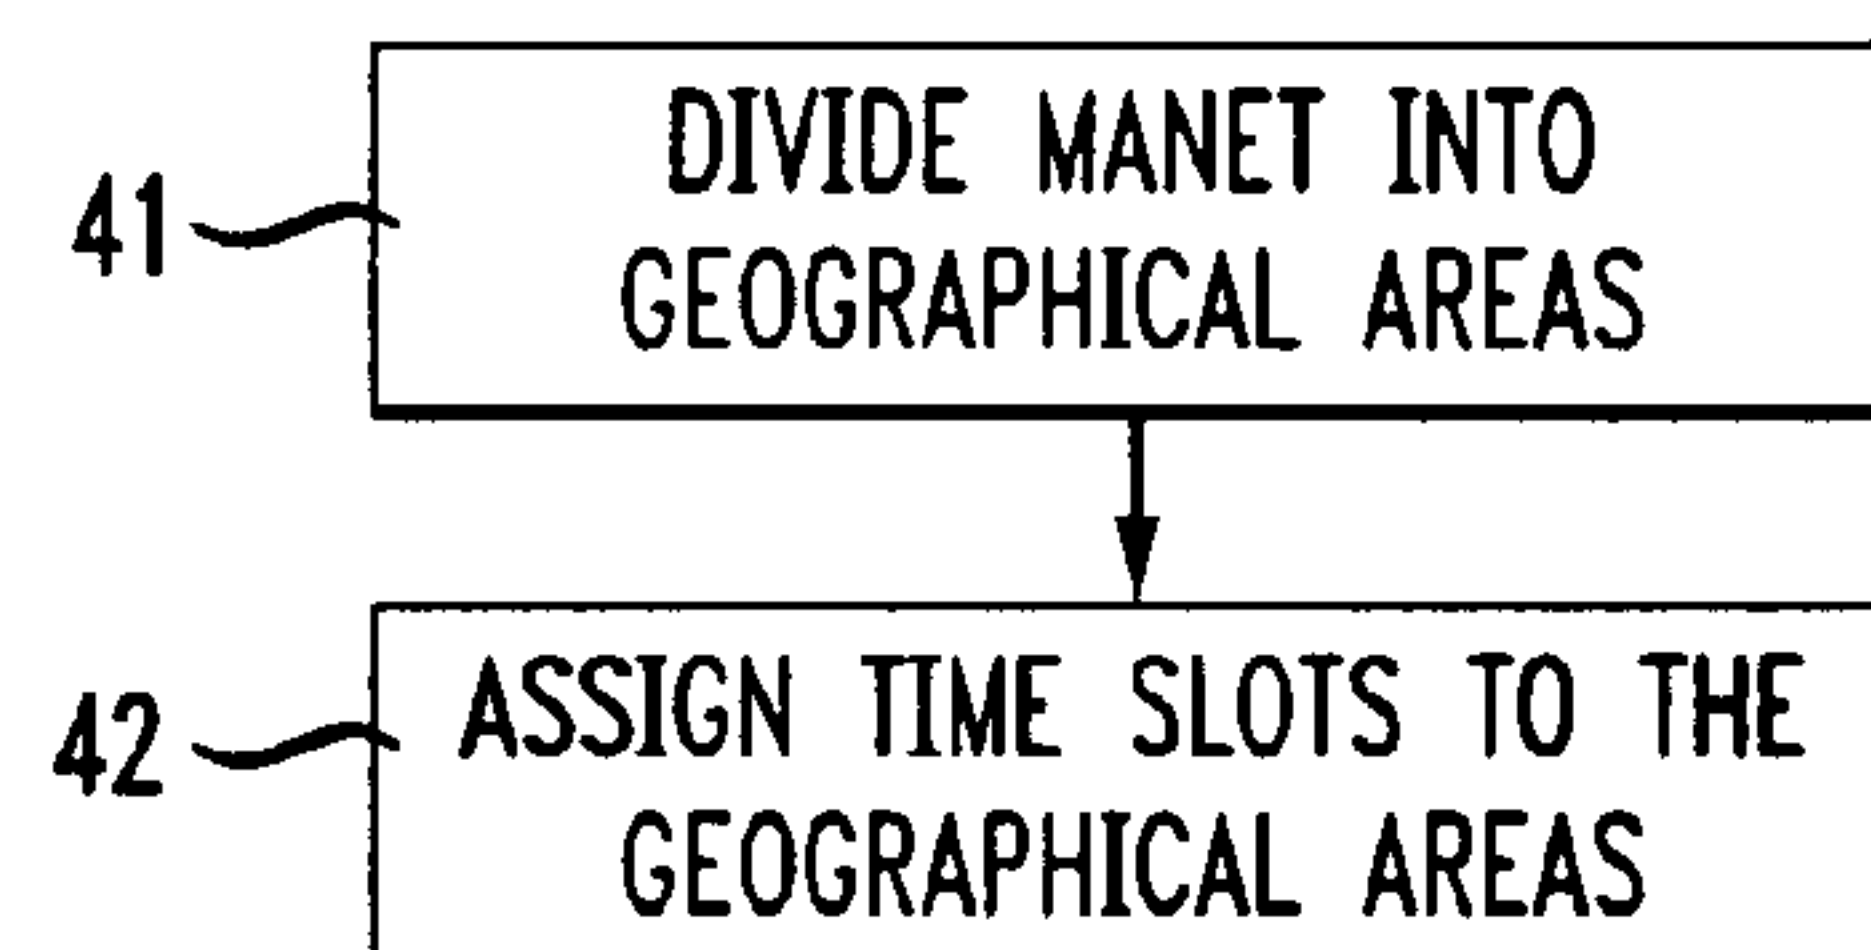 DIVIDE MANET INTO
GEOGRAPHICAL AREAS
41
ASSIGN TIME SLOTS TO THE
GEOGRAPHICAL AREAS
42